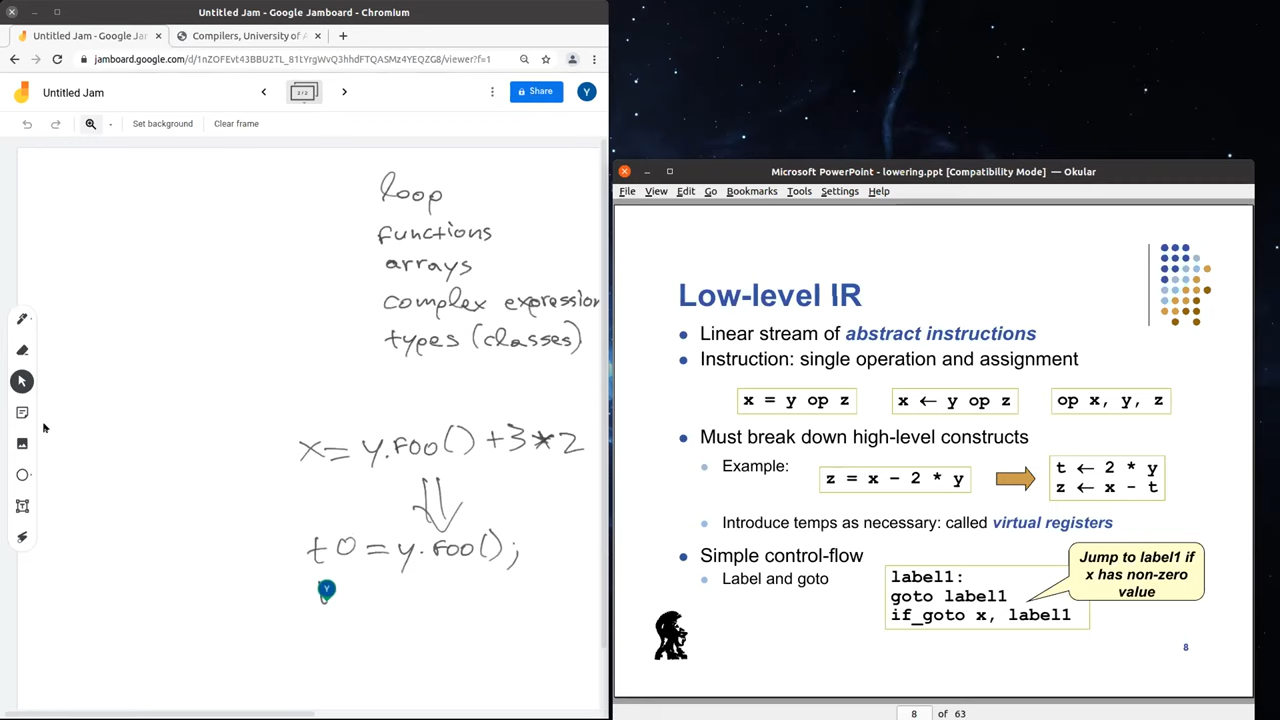 Untitled Jam - Google Jamboard - Chromium
Untitled Jam - Google Jar
Compilers, University of A
jamboard.google.com/d/1nZOFEvt43BBU2TL_81tYrgWvQ3hhdFTQASMz4YEQZG8/viewer?f=1
Untitled Jam
2/2
Share
Y
Set background
Clear frame
loop
functions
arrays
complex expression
types (classes)
x = y.foo() + 3 * 2
t0 = y.foo();
Y
Microsoft PowerPoint - lowering.ppt [Compatibility Mode] — Okular
File View Edit Go Bookmarks Tools Settings Help
Low-level IR
Linear stream of abstract instructions
Instruction: single operation and assignment
x = y op z
x ← y op z
op x, y, z
Must break down high-level constructs
Example:
z = x - 2 * y
t ← 2 * y
z ← x - t
Introduce temps as necessary: called virtual registers
Simple control-flow
Label and goto
label1:
goto label1
if_goto x, label1
Jump to label1 if
x has non-zero
value
8
8 of 63